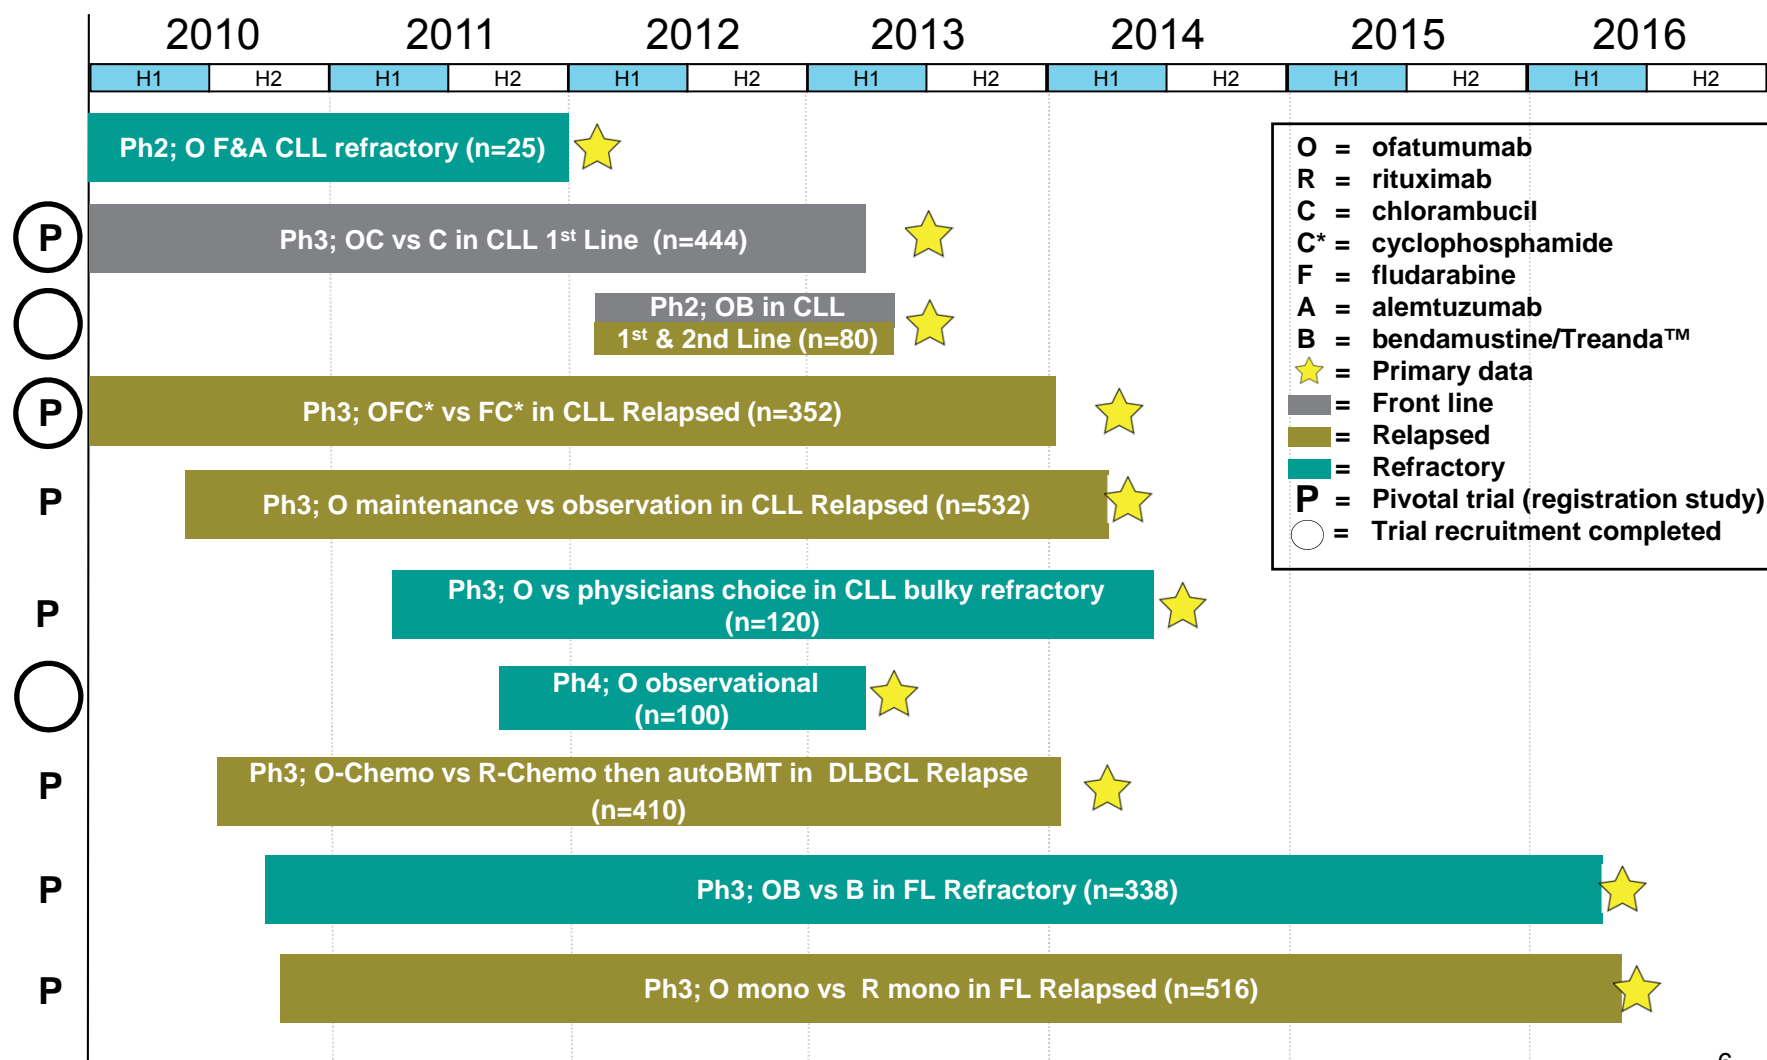 2010 2011 2012 2013 2014 2015 2016
H1 H2 H1 H2 H1 H2 H1 H2 H1 H2 H1 H2 H1 H2
Ph2; O F&A CLL refractory (n=25)
P
Ph3; OC vs C in CLL 1st Line (n=444)
Ph2; OB in CLL
1st & 2nd Line (n=80)
P
Ph3; OFC* vs FC* in CLL Relapsed (n=352)
P
Ph3; O maintenance vs observation in CLL Relapsed (n=532)
P
Ph3; O vs physicians choice in CLL bulky refractory
(n=120)
Ph4; O observational
(n=100)
P
Ph3; O-Chemo vs R-Chemo then autoBMT in DLBCL Relapse
(n=410)
P
Ph3; OB vs B in FL Refractory (n=338)
P
Ph3; O mono vs R mono in FL Relapsed (n=516)
O = ofatumumab
R = rituximab
C = chlorambucil
C* = cyclophosphamide
F = fludarabine
A = alemtuzumab
B = bendamustine/Treanda™
= Primary data
= Front line
= Relapsed
= Refractory
P = Pivotal trial (registration study)
= Trial recruitment completed
6